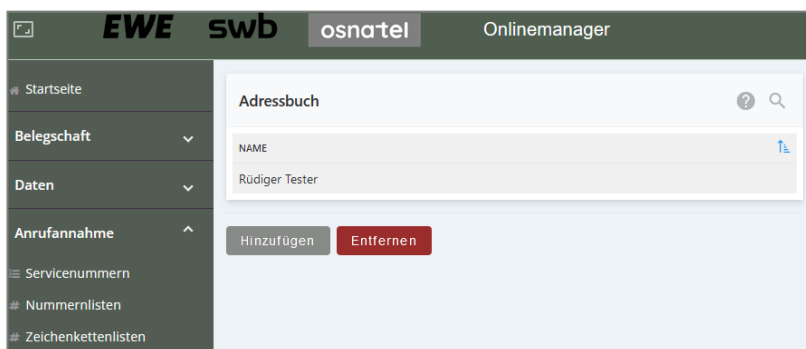 EWE swb osnatel Onlinemanager
Startseite
Belegschaft
Daten
Anrufannahme
Servicenummern
# Nummernlisten
# Zeichenkettenlisten
Adressbuch
NAME
Rüdiger Tester
Hinzufügen Entfernen